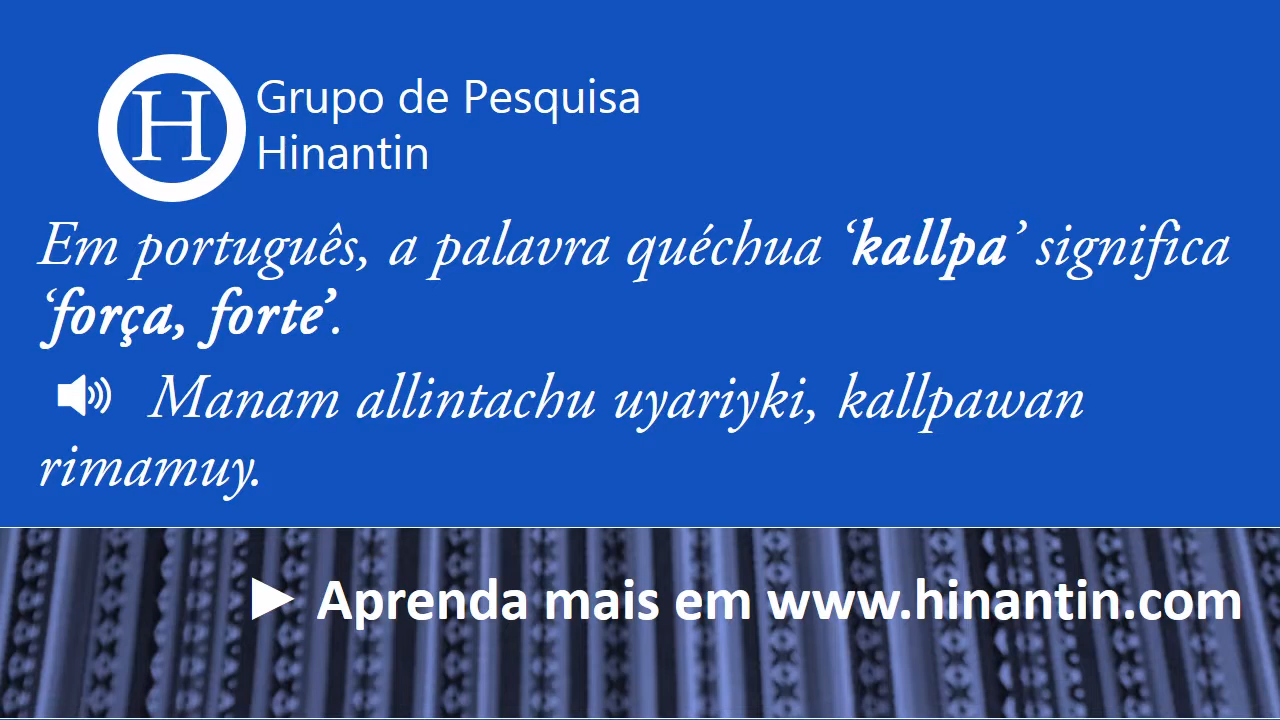 H
Grupo de Pesquisa
Hinantin
Em português, a palavra quéchua ‘kallpa’ significa
‘força, forte’.
Manam allintachu uyariyki, kallpawan
rimamuy.
Aprenda mais em www.hinantin.com